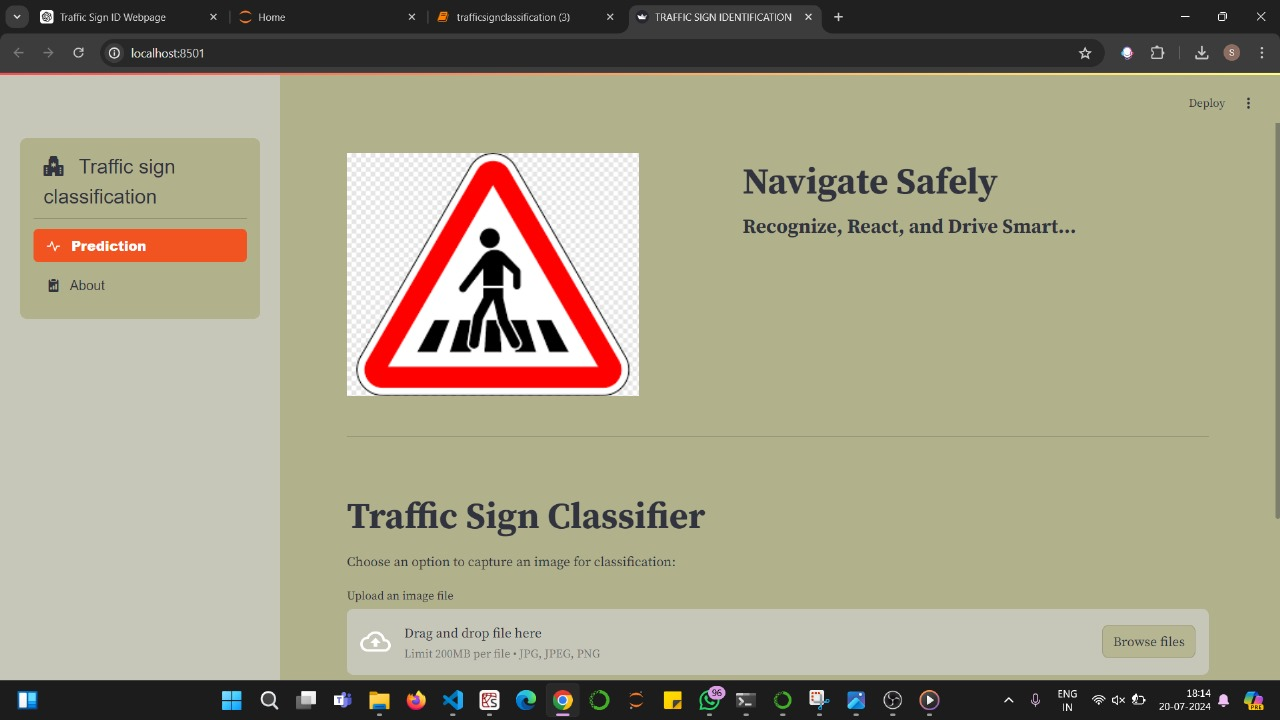 Traffic Sign ID Webpage
Home
trafficsignclassification (3)
TRAFFIC SIGN IDENTIFICATION
localhost:8501
S
Deploy
Traffic sign
classification
Prediction
About
Navigate Safely
Recognize, React, and Drive Smart...
Traffic Sign Classifier
Choose an option to capture an image for classification:
Upload an image file
Drag and drop file here
Limit 200MB per file • JPG, JPEG, PNG
Browse files
96
ENG
IN
18:14
20-07-2024
PRE